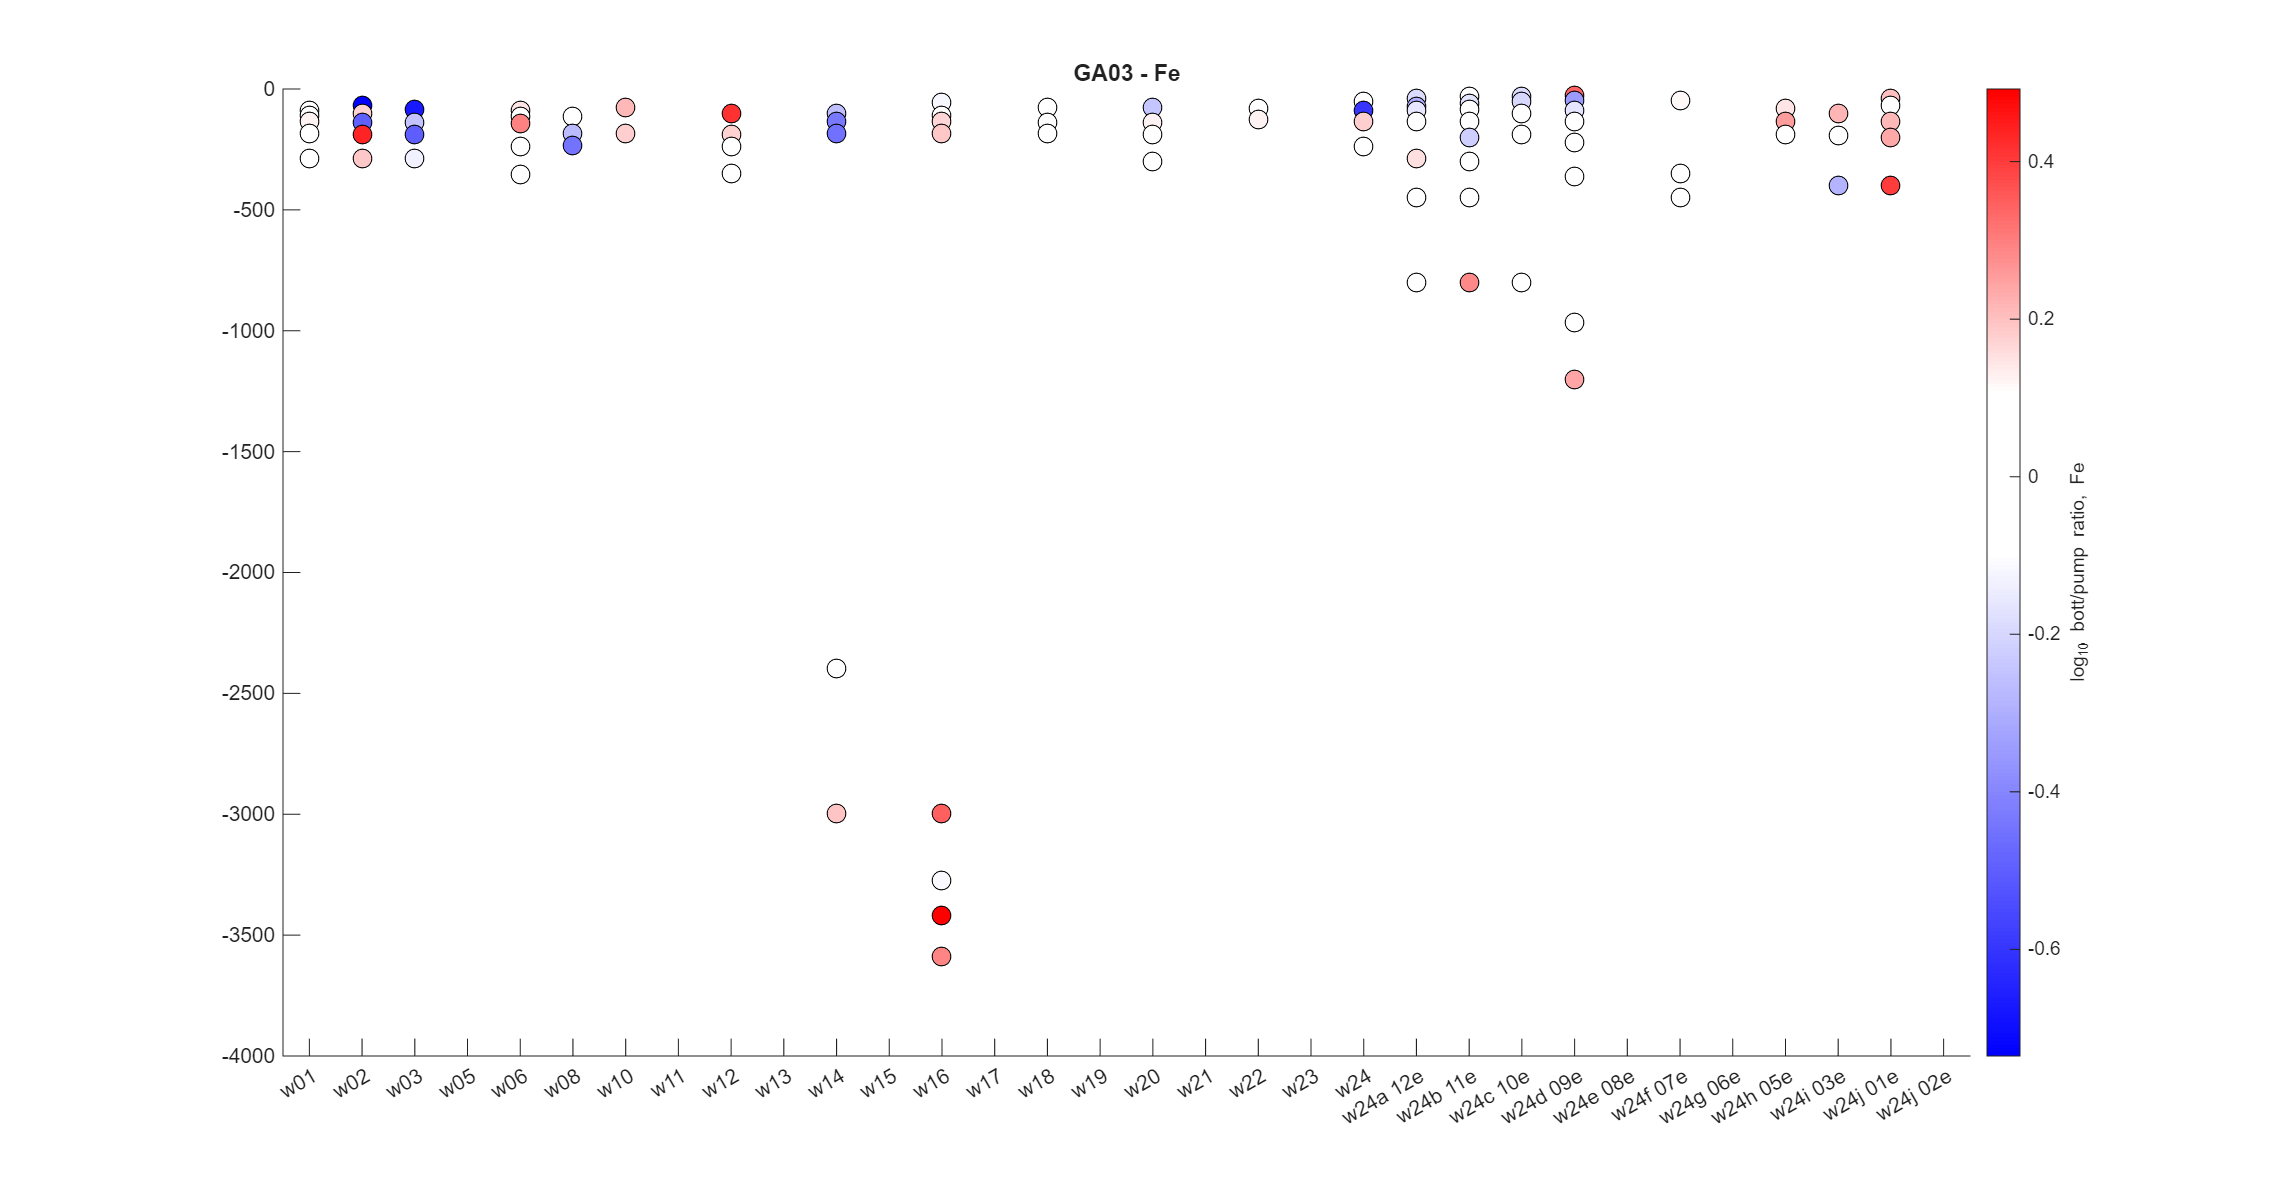 GA03 - Fe
0
-500
-1000
-1500
-2000
-2500
-3000
-3500
-4000
w01
w02
w03
w05
w06
w08
w10
w11
w12
w13
w14
w15
w16
w17
w18
w19
w20
w21
w22
w23
w24
w24a 12e
w24b 11e
w24c 10e
w24d 09e
w24e 08e
w24f 07e
w24g 06e
w24h 05e
w24i 03e
w24j 01e
w24j 02e
0.4
0.2
0
-0.2
-0.4
-0.6
log10 bott/pump ratio, Fe